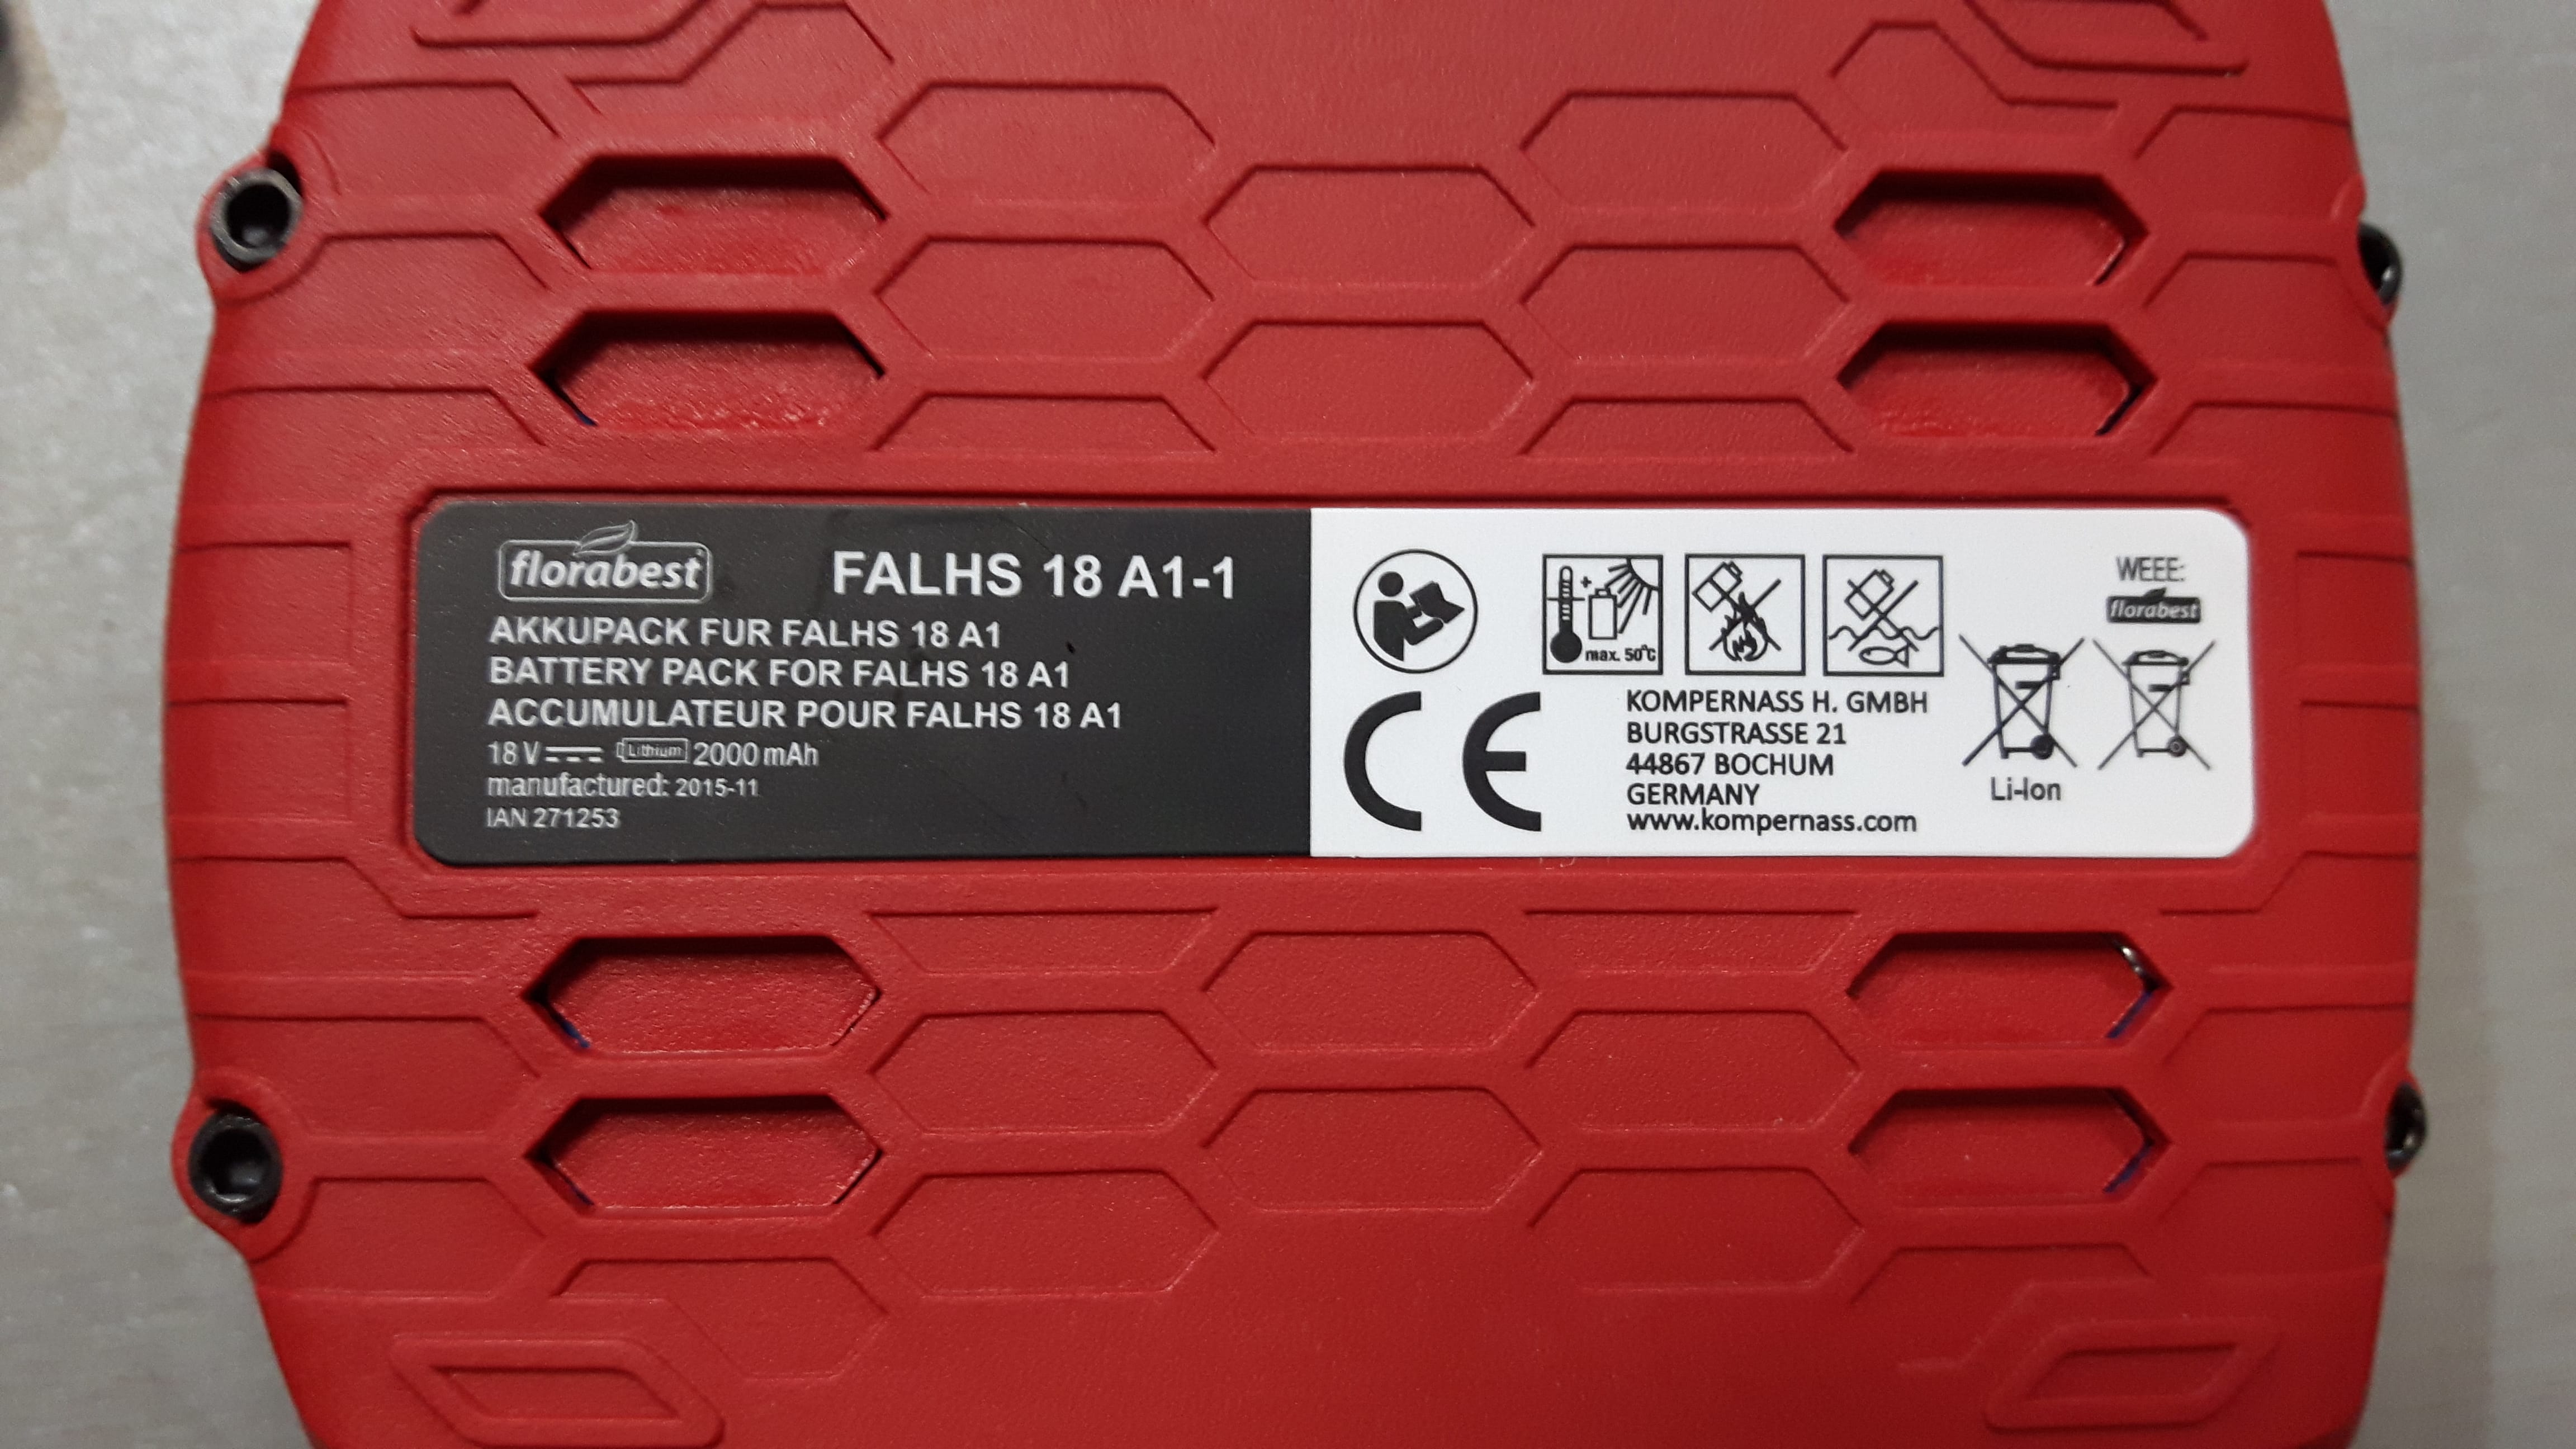 florabest
FALHS 18 A1-1
AKKUPACK FUR FALHS 18 A1
BATTERY PACK FOR FALHS 18 A1
ACCUMULATEUR POUR FALHS 18 A1
18 V Lithium 2000 mAh
manufactured: 2015-11
IAN 271253
+
max. 50°C
CE
KOMPERNASS H. GMBH
BURGSTRASSE 21
44867 BOCHUM
GERMANY
www.kompernass.com
WEEE:
florabest
Li-Ion